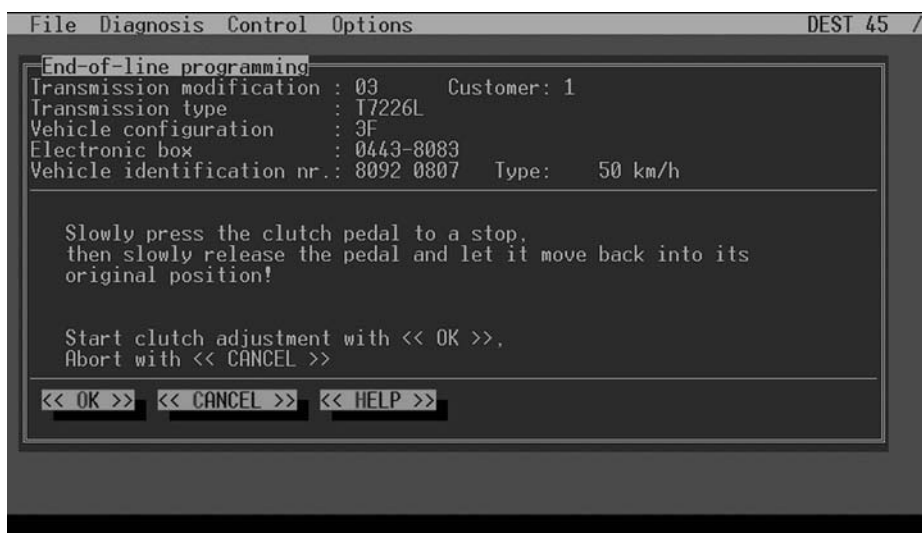 File Diagnosis Control Options DEST 45 /
End-of-line programming
Transmission modification : 03 Customer: 1
Transmission type : T7226L
Vehicle configuration : 3F
Electronic box : 0443-8083
Vehicle identification nr.: 8092 0807 Type: 50 km/h
Slowly press the clutch pedal to a stop,
then slowly release the pedal and let it move back into its
original position!
Start clutch adjustment with << OK >>,
Abort with << CANCEL >>
<< OK >> << CANCEL >> << HELP >>